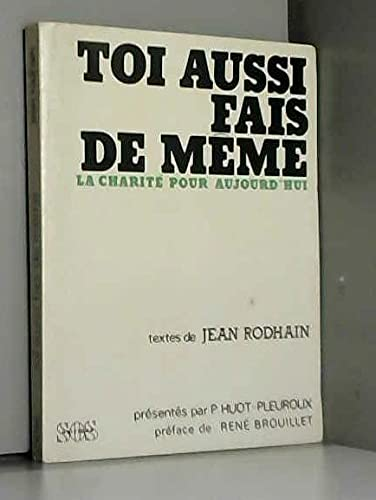 TOI AUSSI
FAIS
DE MÊME
LA CHARITÉ POUR AUJOURD'HUI
textes de JEAN RODHAIN
présentés par P HUOT-PLEUROUX
préface de RENÉ BROUILLET
SOS